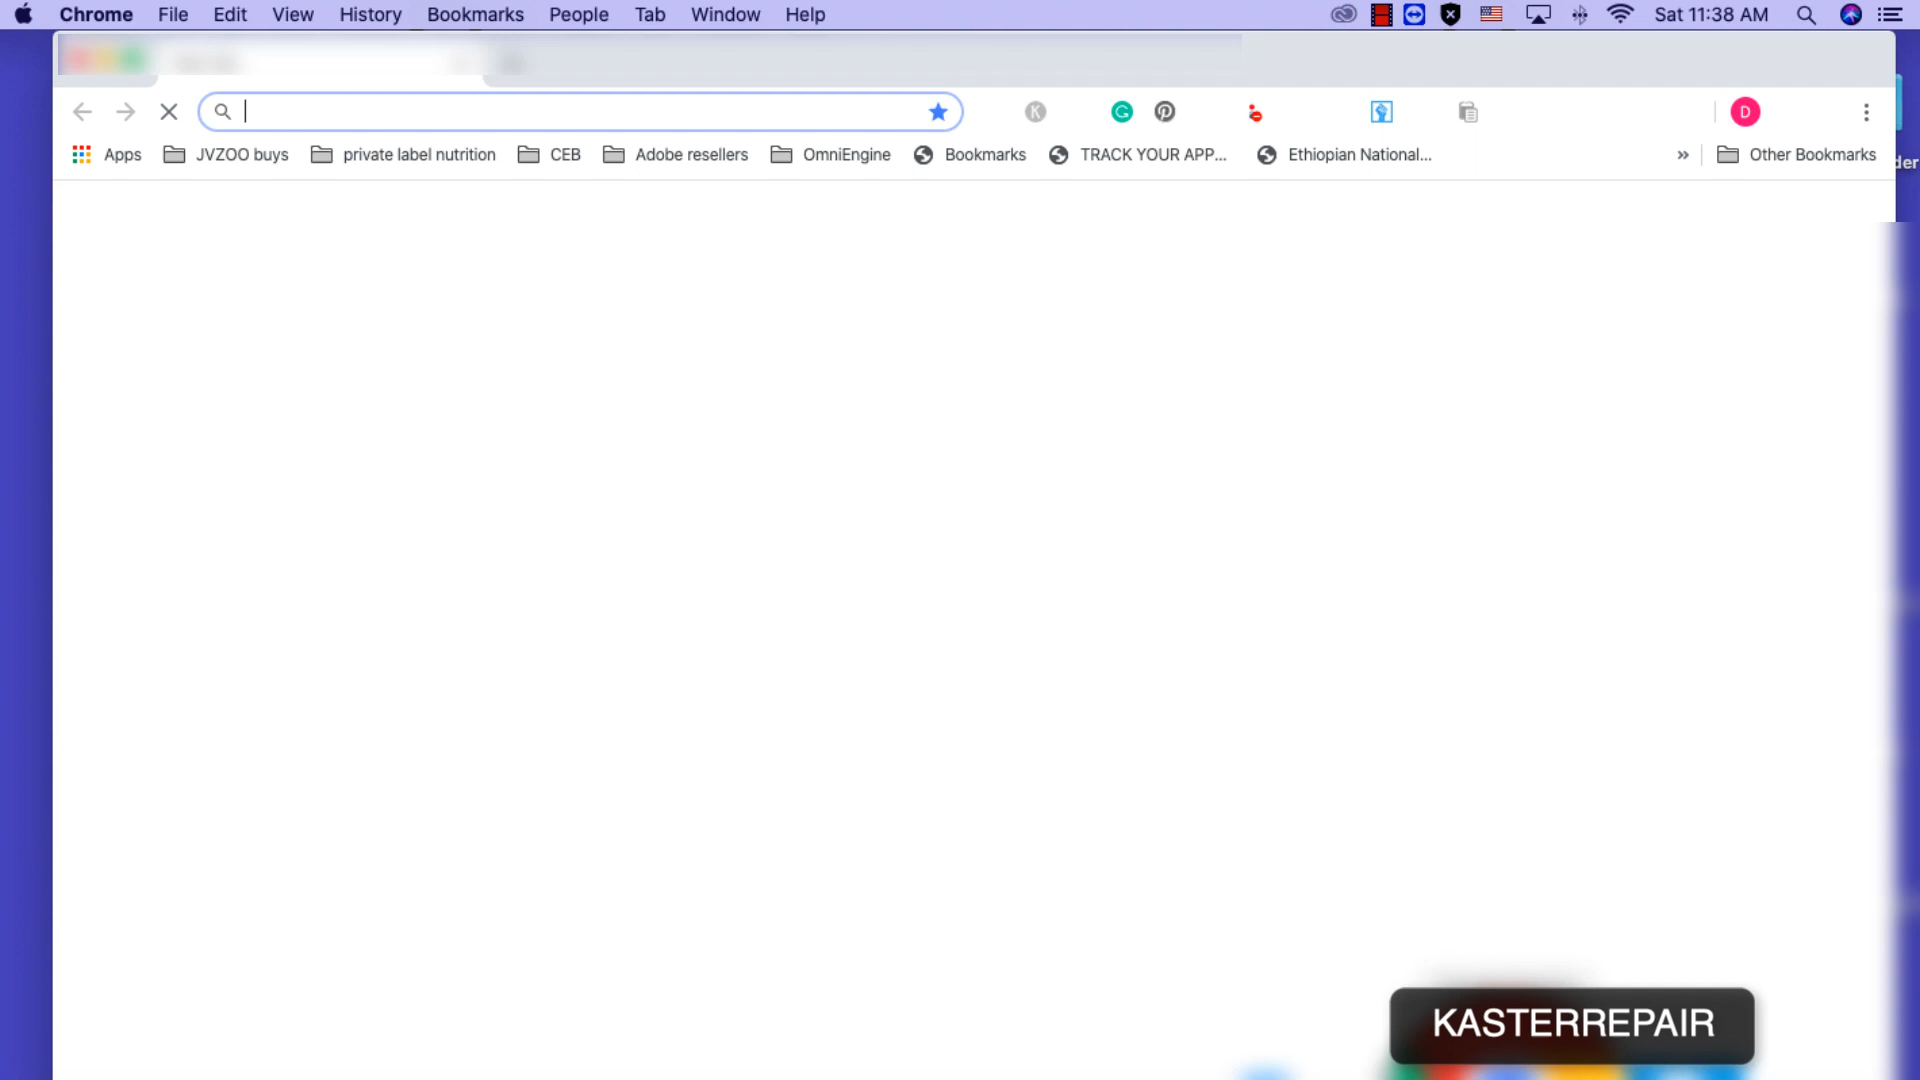 Chrome File Edit View History Bookmarks People Tab Window Help Sat 11:38 AM
K G D
Apps JVZOO buys private label nutrition CEB Adobe resellers OmniEngine Bookmarks TRACK YOUR APP... Ethiopian National... » Other Bookmarks
der
KASTERREPAIR